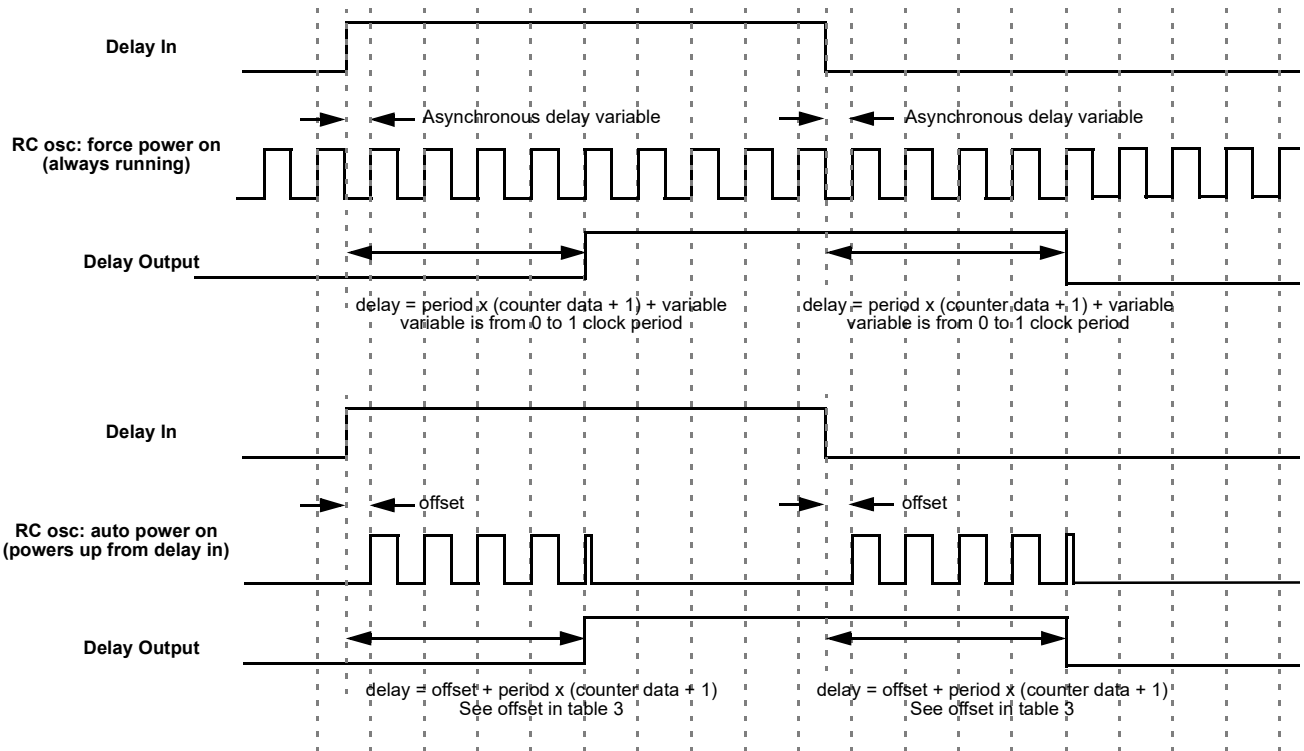 Delay In
Asynchronous delay variable
Asynchronous delay variable
RC osc: force power on
(always running)
Delay Output
delay = period x (counter data + 1) + variable
variable is from 0 to 1 clock period
delay = period x (counter data + 1) + variable
variable is from 0 to 1 clock period
Delay In
offset
offset
RC osc: auto power on
(powers up from delay in)
Delay Output
delay = offset + period x (counter data + 1)
See offset in table 3
delay = offset + period x (counter data + 1)
See offset in table 3